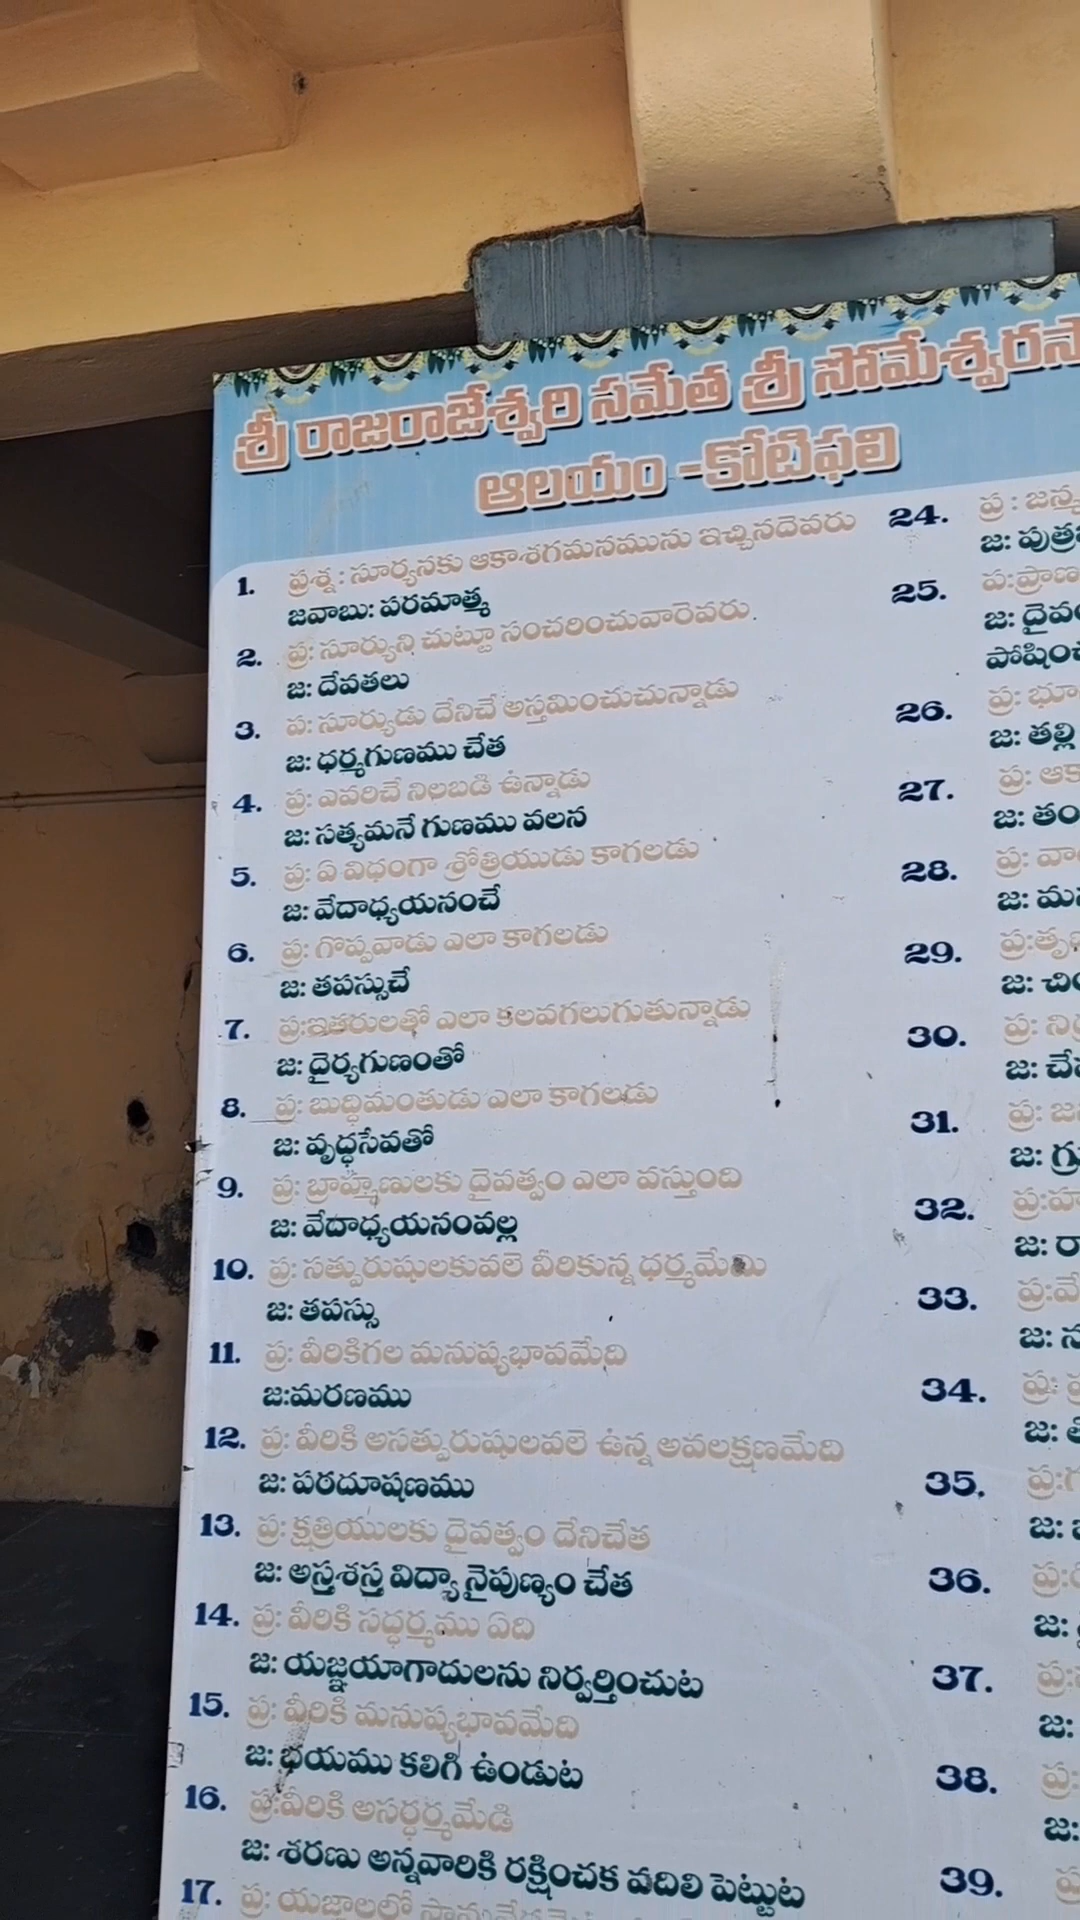 శ్రీ రాజరాజేశ్వరి సమేత శ్రీ సోమేశ్వరస్వా
ఆలయం -కోటిఫలి
1. ప్రశ్న : సూర్యునకు ఆకాశగమనమును ఇచ్చినదెవరు
జవాబు: పరమాత్మ
2. ప్ర: సూర్యుని చుట్టూ సంచరించువారెవరు.
జ: దేవతలు
3. ప: సూర్యుడు దేనిచే అస్తమించుచున్నాడు
జ: ధర్మగుణము చేత
4. ప్ర: ఎవరిచే నిలబడి ఉన్నాడు
జ: సత్యమనే గుణము వలన
5. ప్ర: ఏ విధంగా శ్రోత్రియుడు కాగలడు
జ: వేదాధ్యయనంచే
6. ప్ర: గొప్పవాడు ఎలా కాగలడు
జ: తపస్సుచే
7. ప్ర:ఇతరులతో ఎలా కలవగలుగుతున్నాడు
జ: దైర్యగుణంతో
8. ప్ర: బుద్ధిమంతుడు ఎలా కాగలడు
జ: వృద్ధసేవతో
9. ప్ర: బ్రాహ్మణులకు దైవత్వం ఎలా వస్తుంది
జ: వేదాధ్యయనంవల్ల
10. ప్ర: సత్పురుషులకువలె వీరికున్న ధర్మమేమి
జ: తపస్సు
11. ప్ర: వీరికిగల మనుష్యభావమేది
జ:మరణము
12. ప్ర: వీరికి అసత్పురుషులవలె ఉన్న అవలక్షణమేది
జ: పరదూషణము
13. ప్ర: క్షత్రియులకు దైవత్వం దేనిచేత
జ: అస్త్రశస్త్ర విద్యా నైపుణ్యం చేత
14. ప్ర: వీరికి సద్ధర్మము ఏది
జ: యజ్ఞయాగాదులను నిర్వర్తించుట
15. ప్ర: వీరికి మనుష్యభావమేది
జ: భయము కలిగి ఉండుట
16. ప్ర:వీరికి అసర్ధర్మమేడి
జ: శరణు అన్నవారికి రక్షించక వదిలి పెట్టుట
17. ప్ర: యజ్ఞాలలో
24. ప్ర : జన్మ
జ: పుత్ర
25. ప:ప్రాణ
జ: దైవం
పోషించ
26. ప్ర: భూ
జ: తల్లి
27. ప్ర: ఆక
జ: తం
28. ప్ర: వా
జ: మన
29. ప్ర:తృణ
జ: చిం
30. ప్ర: ని
జ: చే
31. ప్ర: జ
జ: గ్ర
32. ప్ర:హ
జ: రా
33. ప్ర:వే
జ: న
34. ప్ర:
జ:
35. ప్ర:గ
జ:
36. ప్ర:
జ:
37. ప్ర:
జ:
38. ప్ర:
జ:
39.